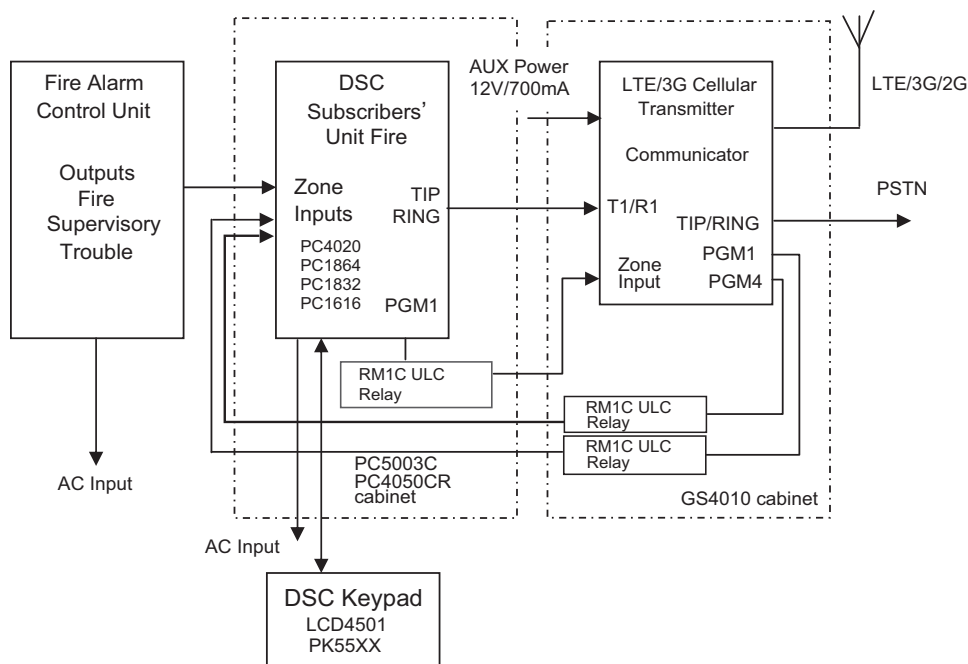 Fire Alarm
Control Unit
Outputs
Fire
Supervisory
Trouble
AC Input
DSC
Subscribers'
Unit Fire
Zone
Inputs
PC4020
PC1864
PC1832
PC1616
TIP
RING
PGM1
RM1C ULC
Relay
PC5003C
PC4050CR
cabinet
AC Input
DSC Keypad
LCD4501
PK55XX
AUX Power
12V/700mA
LTE/3G Cellular
Transmitter
Communicator
T1/R1
TIP/RING
Zone
Input
PGM1
PGM4
RM1C ULC
Relay
RM1C ULC
Relay
GS4010 cabinet
LTE/3G/2G
PSTN